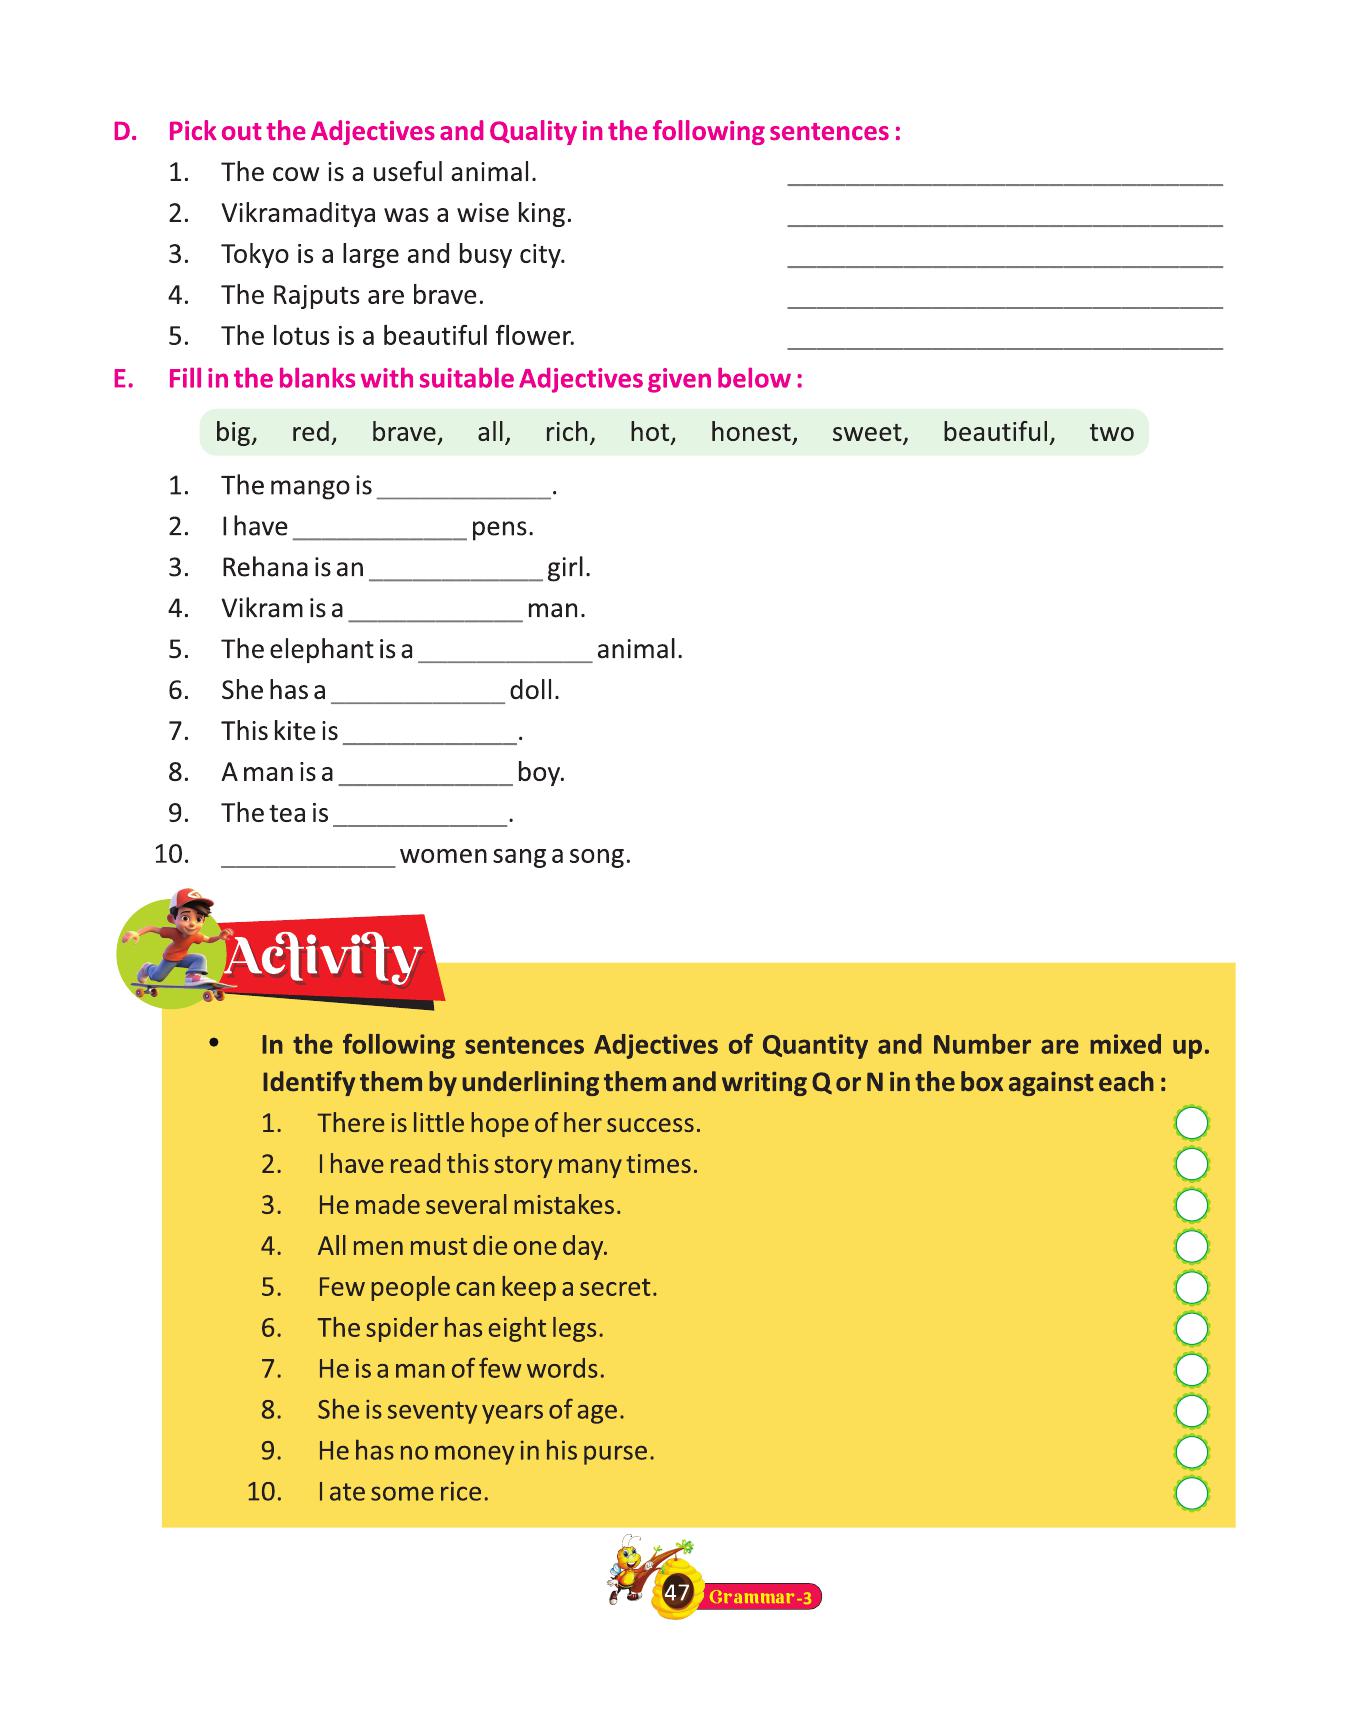 D. Pick out the Adjectives and Quality in the following sentences :
1. The cow is a useful animal. ______________________________
2. Vikramaditya was a wise king. ______________________________
3. Tokyo is a large and busy city. ______________________________
4. The Rajputs are brave. ______________________________
5. The lotus is a beautiful flower. ______________________________
E. Fill in the blanks with suitable Adjectives given below :
big, red, brave, all, rich, hot, honest, sweet, beautiful, two
1. The mango is ____________.
2. I have ____________ pens.
3. Rehana is an ____________ girl.
4. Vikram is a ____________ man.
5. The elephant is a ____________ animal.
6. She has a ____________ doll.
7. This kite is ____________.
8. A man is a ____________ boy.
9. The tea is ____________.
10. ____________ women sang a song.
Activity
• In the following sentences Adjectives of Quantity and Number are mixed up.
Identify them by underlining them and writing Q or N in the box against each :
1. There is little hope of her success.
2. I have read this story many times.
3. He made several mistakes.
4. All men must die one day.
5. Few people can keep a secret.
6. The spider has eight legs.
7. He is a man of few words.
8. She is seventy years of age.
9. He has no money in his purse.
10. I ate some rice.
47 Grammar-3